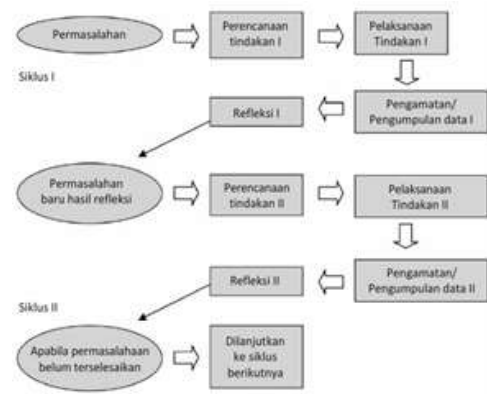 Permasalahan
Perencanaan
tindakan I
Pelaksanaan
Tindakan I
Siklus I
Pengamatan/
Pengumpulan data I
Refleksi I
Permasalahan
baru hasil refleksi
Perencanaan
tindakan II
Pelaksanaan
Tindakan II
Pengamatan/
Pengumpulan data II
Refleksi II
Siklus II
Apabila permasalahaan
belum terselesaikan
Dilanjutkan
ke siklus
berikutnya